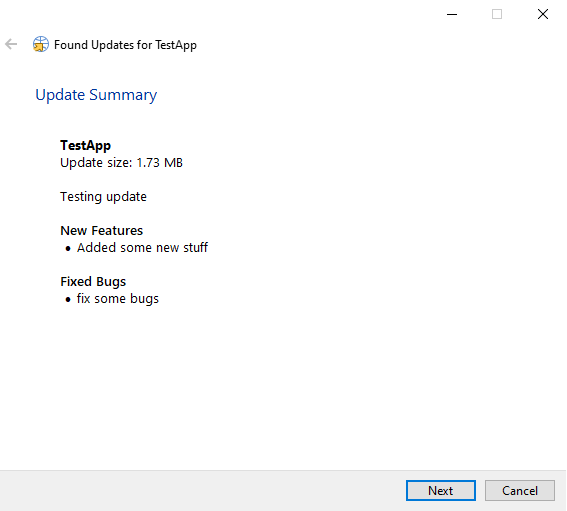 Found Updates for TestApp
Update Summary
TestApp
Update size: 1.73 MB
Testing update
New Features
• Added some new stuff
Fixed Bugs
• fix some bugs
Next
Cancel